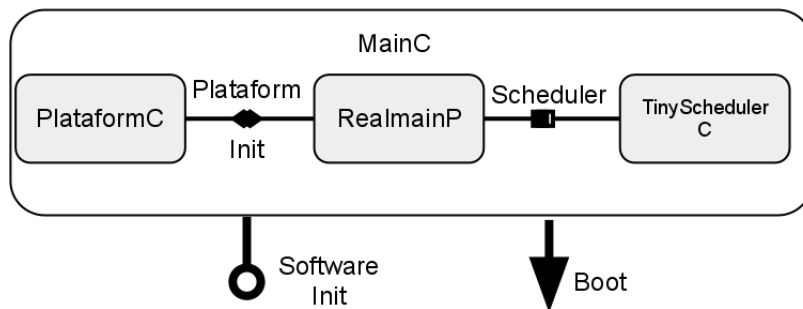 MainC
Plataform
Init
Scheduler
PlataformC
RealmainP
TinyScheduler
C
Software
Init
Boot